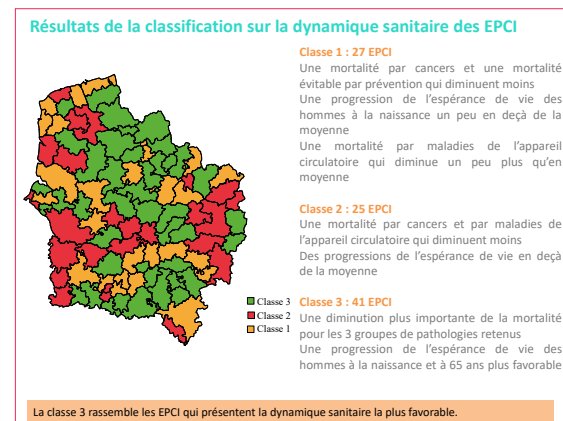 Résultats de la classification sur la dynamique sanitaire des EPCI
Classe 1 : 27 EPCI
Une mortalité par cancers et une mortalité
évitable par prévention qui diminuent moins
Une progression de l'espérance de vie des
hommes à la naissance un peu en deçà de la
moyenne
Une mortalité par maladies de l'appareil
circulatoire qui diminue un peu plus qu'en
moyenne
Classe 2 : 25 EPCI
Une mortalité par cancers et par maladies de
l'appareil circulatoire qui diminuent moins
Des progressions de l'espérance de vie en deçà
de la moyenne
Classe 3 : 41 EPCI
Une diminution plus importante de la mortalité
pour les 3 groupes de pathologies retenus
Une progression de l'espérance de vie des
hommes à la naissance et à 65 ans plus favorable
Classe 3
Classe 2
Classe 1
La classe 3 rassemble les EPCI qui présentent la dynamique sanitaire la plus favorable.